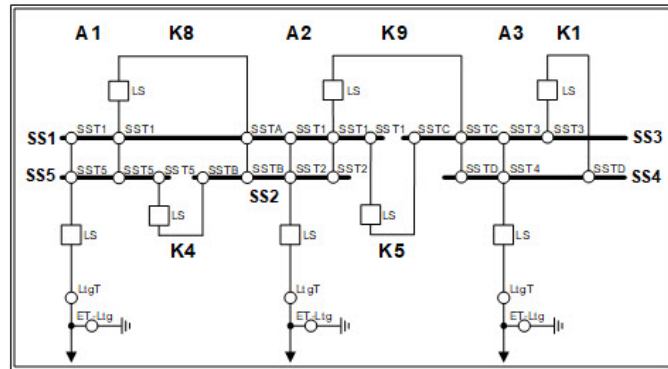 A1 K8 A2 K9 A3 K1
LS LS LS
SS1 SST1 SST1 SSTA SST1 SST1 SST1 SSTC SSTC SST3 SST3 SS3
SS5 SST5 SST5 SST5 SSTB SSTB SST2 SST2 SSTD SST4 SSTD SS4
SS2
LS LS
LS K4 LS K5 LS
LtgT LtgT LtgT
ET-Ltg ET-Ltg ET-Ltg